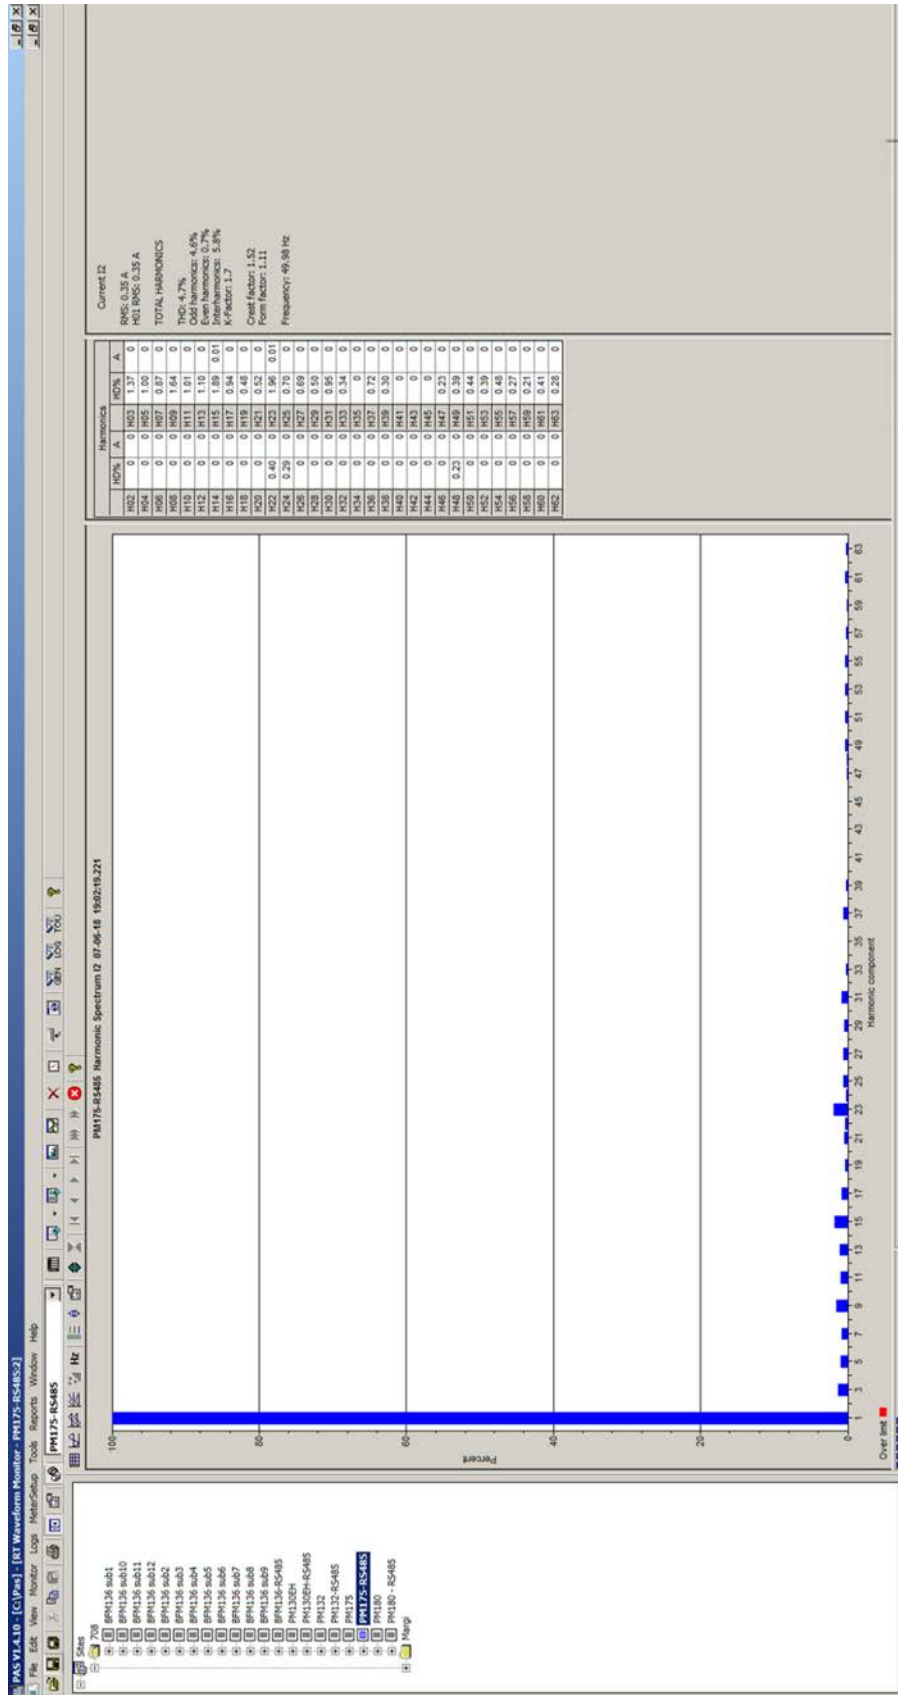 PAS V1.4.10 - [C:\Pas] - [RT Waveform Monitor - PM175-RS485:2]
File Edit View Monitor Logs MeterSetup Tools Reports Window Help
PM175-RS485
GEN LOG TOU
Hz
Sites
708
BFM136 sub1
BFM136 sub10
BFM136 sub11
BFM136 sub12
BFM136 sub2
BFM136 sub3
BFM136 sub4
BFM136 sub5
BFM136 sub6
BFM136 sub7
BFM136 sub8
BFM136 sub9
BFM136-RS485
PM130EH
PM130EH-RS485
PM132
PM132-RS485
PM175
PM175-RS485
PM180
PM180 - RS485
Margi
PM175-RS485 Harmonic Spectrum I2 07-06-18 19:02:19.221
100
80
60
40
20
0
Percent
1 3 5 7 9 11 13 15 17 19 21 23 25 27 29 31 33 35 37 39 41 43 45 47 49 51 53 55 57 59 61 63
Harmonic component
Over limit
Harmonics
HD% A HD% A
H02 0 0 H03 1.37 0
H04 0 0 H05 1.00 0
H06 0 0 H07 0.87 0
H08 0 0 H09 1.64 0
H10 0 0 H11 1.01 0
H12 0 0 H13 1.10 0
H14 0 0 H15 1.89 0.01
H16 0 0 H17 0.94 0
H18 0 0 H19 0.48 0
H20 0 0 H21 0.52 0
H22 0.40 0 H23 1.96 0.01
H24 0.29 0 H25 0.70 0
H26 0 0 H27 0.69 0
H28 0 0 H29 0.50 0
H30 0 0 H31 0.95 0
H32 0 0 H33 0.34 0
H34 0 0 H35 0 0
H36 0 0 H37 0.72 0
H38 0 0 H39 0.30 0
H40 0 0 H41 0 0
H42 0 0 H43 0 0
H44 0 0 H45 0 0
H46 0 0 H47 0.23 0
H48 0.23 0 H49 0.39 0
H50 0 0 H51 0.44 0
H52 0 0 H53 0.39 0
H54 0 0 H55 0.48 0
H56 0 0 H57 0.27 0
H58 0 0 H59 0.21 0
H60 0 0 H61 0.41 0
H62 0 0 H63 0.28 0
Current I2
RMS: 0.35 A
H01 RMS: 0.35 A
TOTAL HARMONICS
THD: 4.7%
Odd harmonics: 4.6%
Even harmonics: 0.7%
Interharmonics: 5.8%
K-Factor: 1.7
Crest factor: 1.52
Form factor: 1.11
Frequency: 49.98 Hz